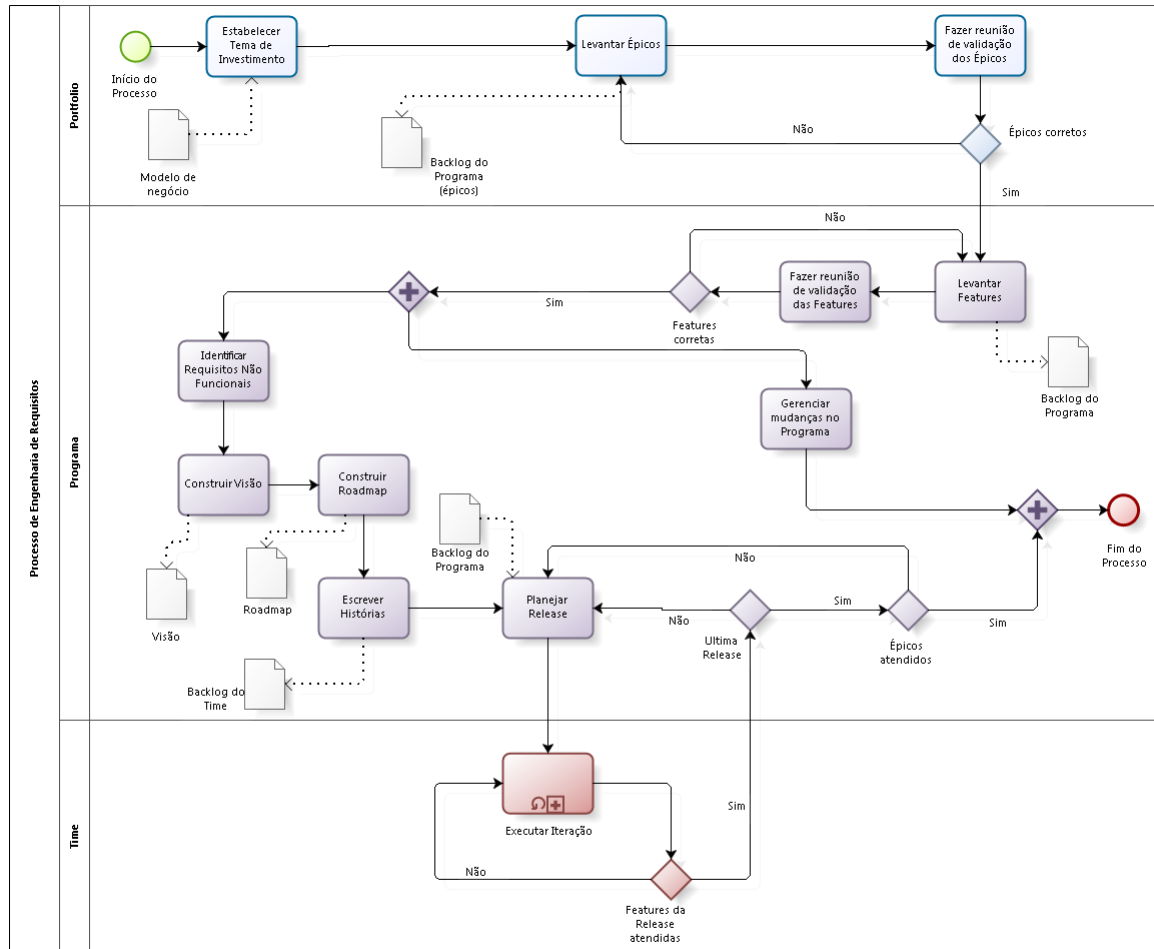 Processo de Engenharia de Requisitos
Portfolio
Início do
Processo
Estabelecer
Tema de
Investimento
Modelo de
negócio
Levantar Épicos
Backlog do
Programa
(épicos)
Fazer reunião
de validação
dos Épicos
Épicos corretos
Não
Sim
Programa
Não
Levantar
Features
Fazer reunião
de validação
das Features
Features
corretas
Sim
Backlog do
Programa
Identificar
Requisitos Não
Funcionais
Gerenciar
mudanças no
Programa
Construir Visão
Construir
Roadmap
Visão
Roadmap
Backlog do
Programa
Escrever
Histórias
Backlog do
Time
Planejar
Release
Não
Não
Ultima
Release
Sim
Épicos
atendidos
Sim
Fim do
Processo
Time
Executar Iteração
Não
Sim
Features da
Release
atendidas